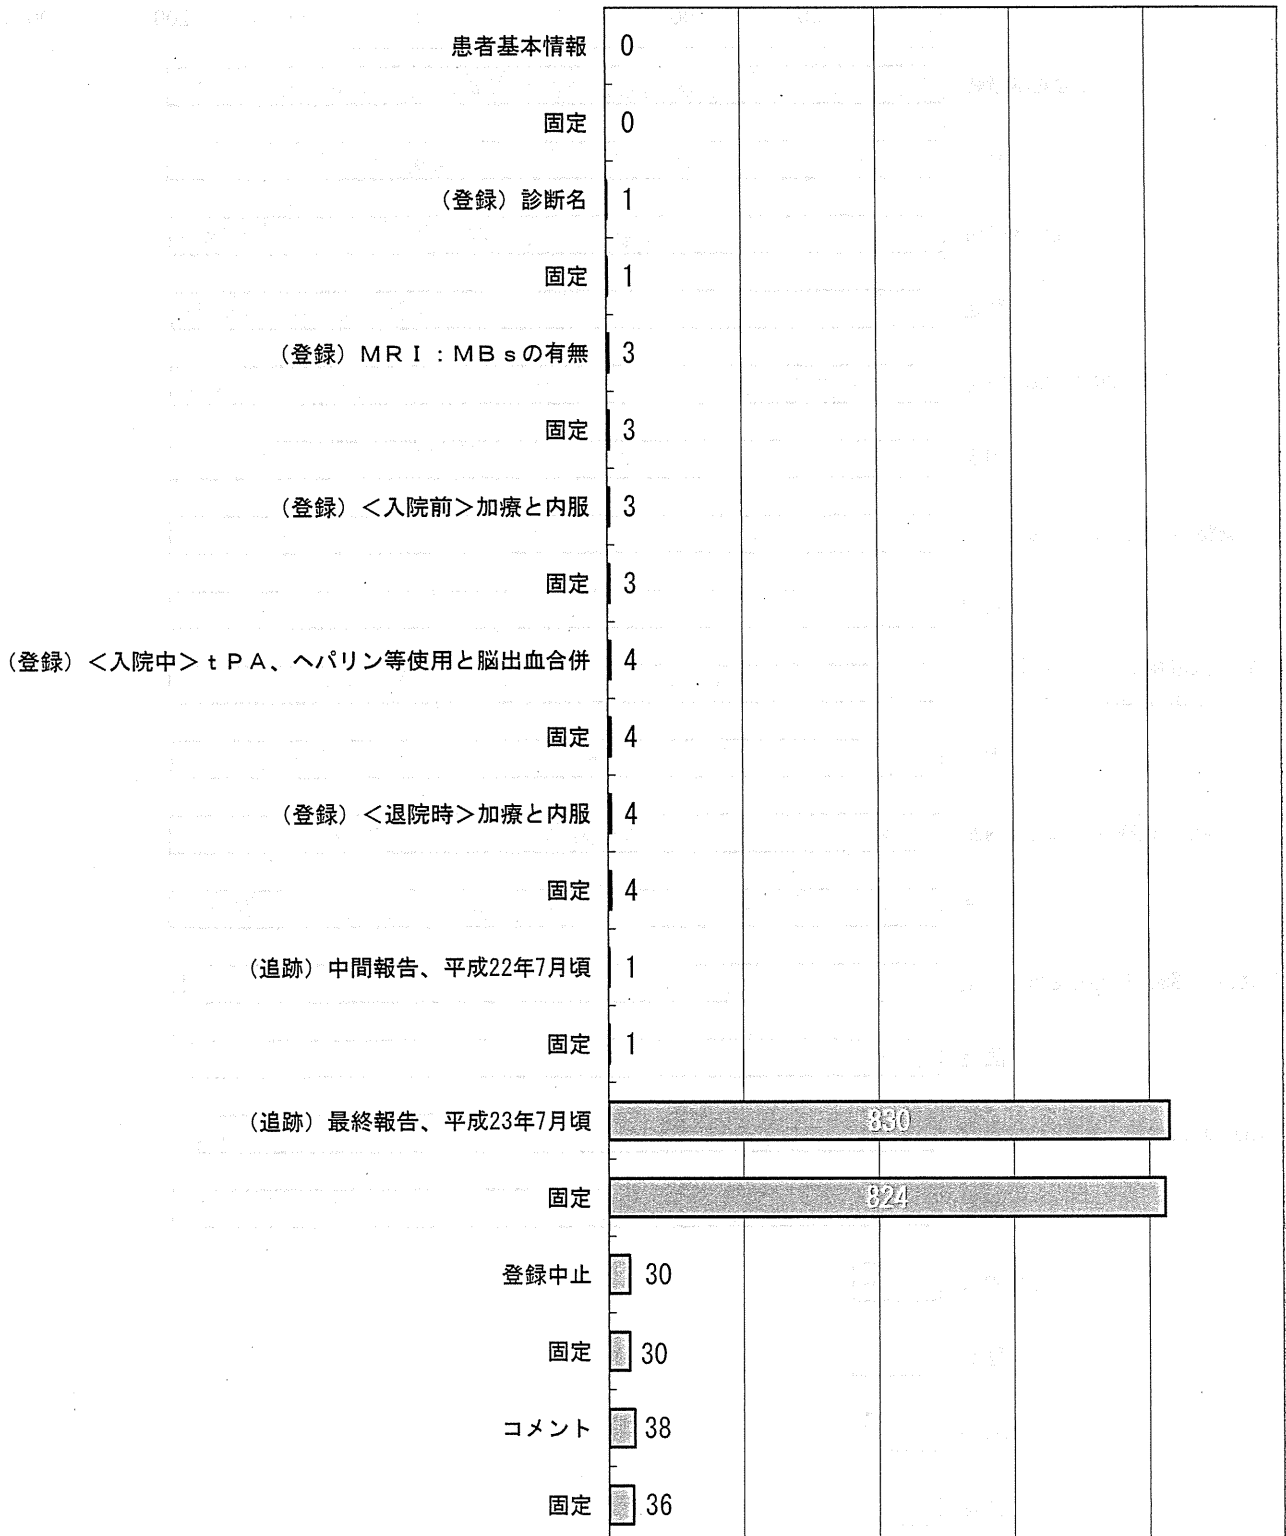 患者基本情報 0
固定 0
（登録）診断名 1
固定 1
（登録）ＭＲＩ：ＭＢｓの有無 3
固定 3
（登録）＜入院前＞加療と内服 3
固定 3
（登録）＜入院中＞ｔＰＡ、ヘパリン等使用と脳出血合併 4
固定 4
（登録）＜退院時＞加療と内服 4
固定 4
（追跡）中間報告、平成22年7月頃 1
固定 1
（追跡）最終報告、平成23年7月頃 830
固定 824
登録中止 30
固定 30
コメント 38
固定 36